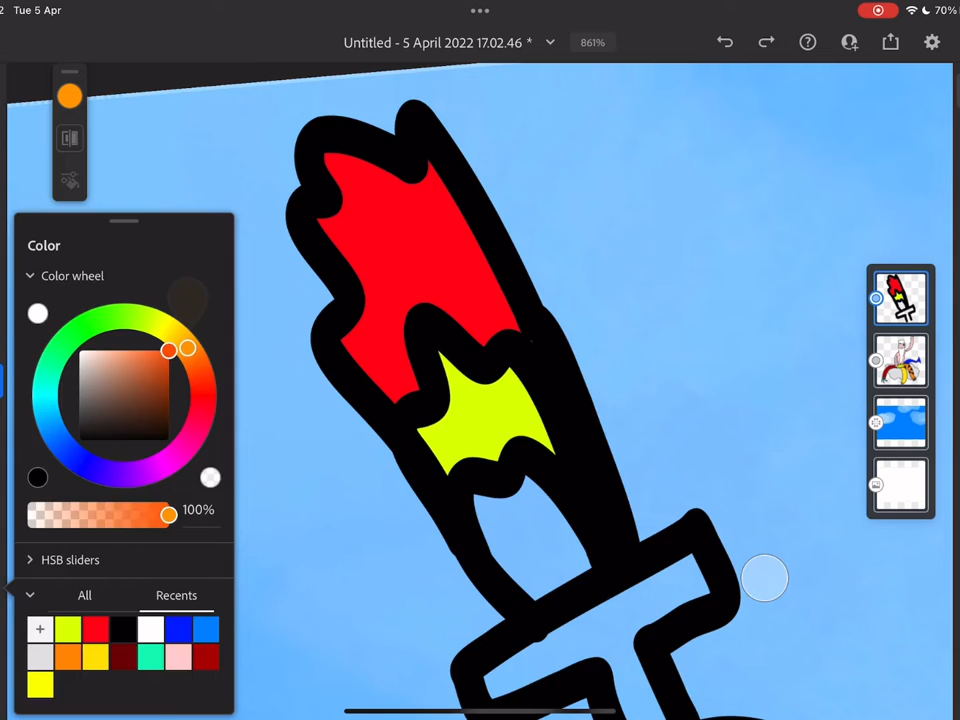 2 Tue 5 Apr
70%
Untitled - 5 April 2022 17.02.46 *
861%
Color
Color wheel
100%
HSB sliders
All
Recents